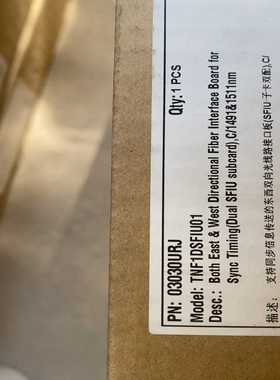 Qty: 1 PCS
PN: 03030URJ
Model: TNF1DSFIU01
Desc.: Both East & West Directional Fiber Interface Board for
Sync Timing(Dual SFIU subcard),C/1491&1511nm
描述: 支持同步信息传送的东西双向光线路接口板(SFIU子卡双配),C/